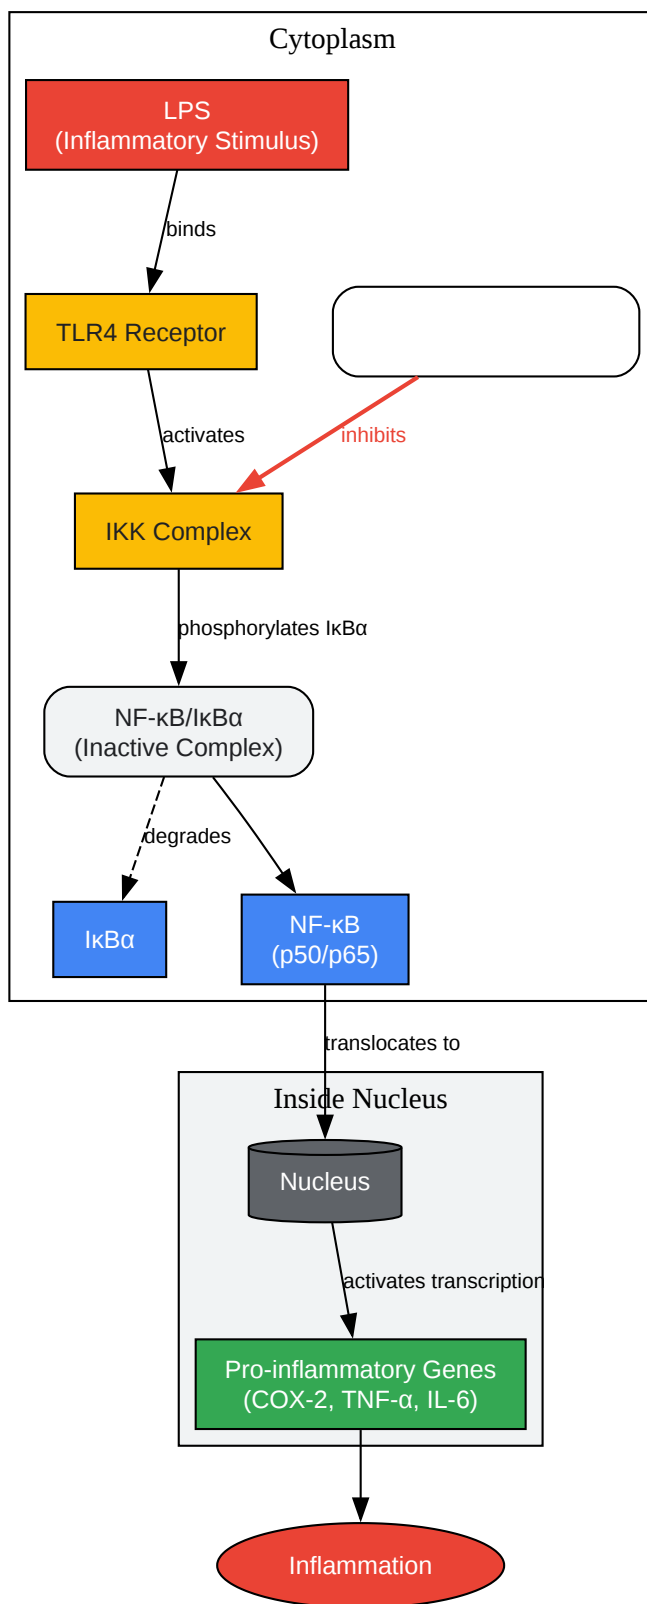 Cytoplasm
LPS
(Inflammatory Stimulus)
binds
TLR4 Receptor
activates
inhibits
IKK Complex
phosphorylates IκBα
NF-κB/IκBα
(Inactive Complex)
degrades
IκBα
NF-κB
(p50/p65)
translocates to
Inside Nucleus
Nucleus
activates transcription
Pro-inflammatory Genes
(COX-2, TNF-α, IL-6)
Inflammation